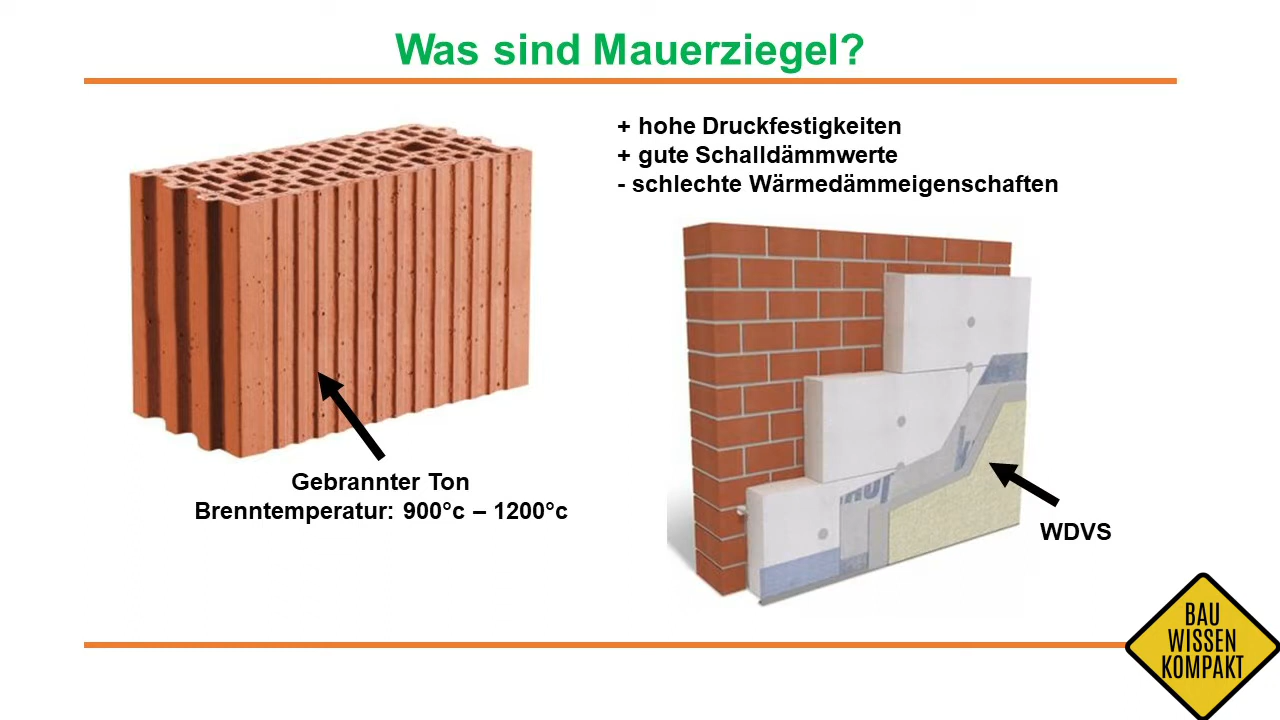 Was sind Mauerziegel?
+ hohe Druckfestigkeiten
+ gute Schalldämmwerte
- schlechte Wärmedämmeigenschaften
Gebrannter Ton
Brenntemperatur: 900°c – 1200°c
WDVS
BAU
WISSEN
KOMPAKT